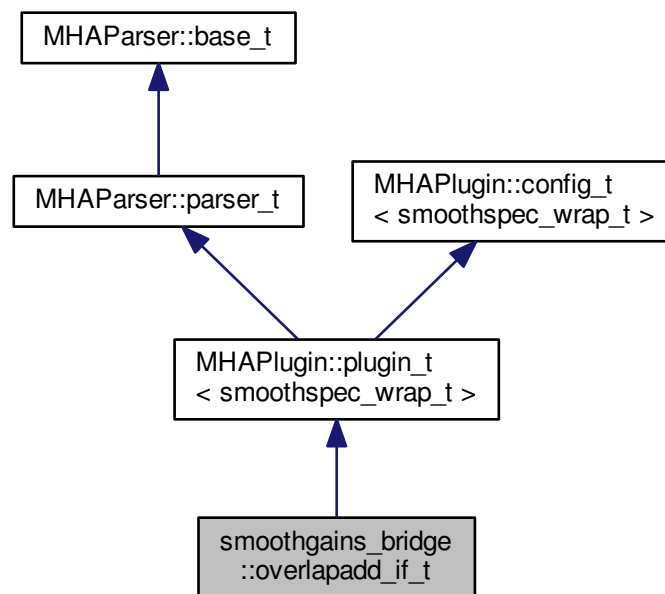 MHAParser::base_t
MHAParser::parser_t
MHAPlugin::config_t
< smoothspec_wrap_t >
MHAPlugin::plugin_t
< smoothspec_wrap_t >
smoothgains_bridge
::overlapadd_if_t